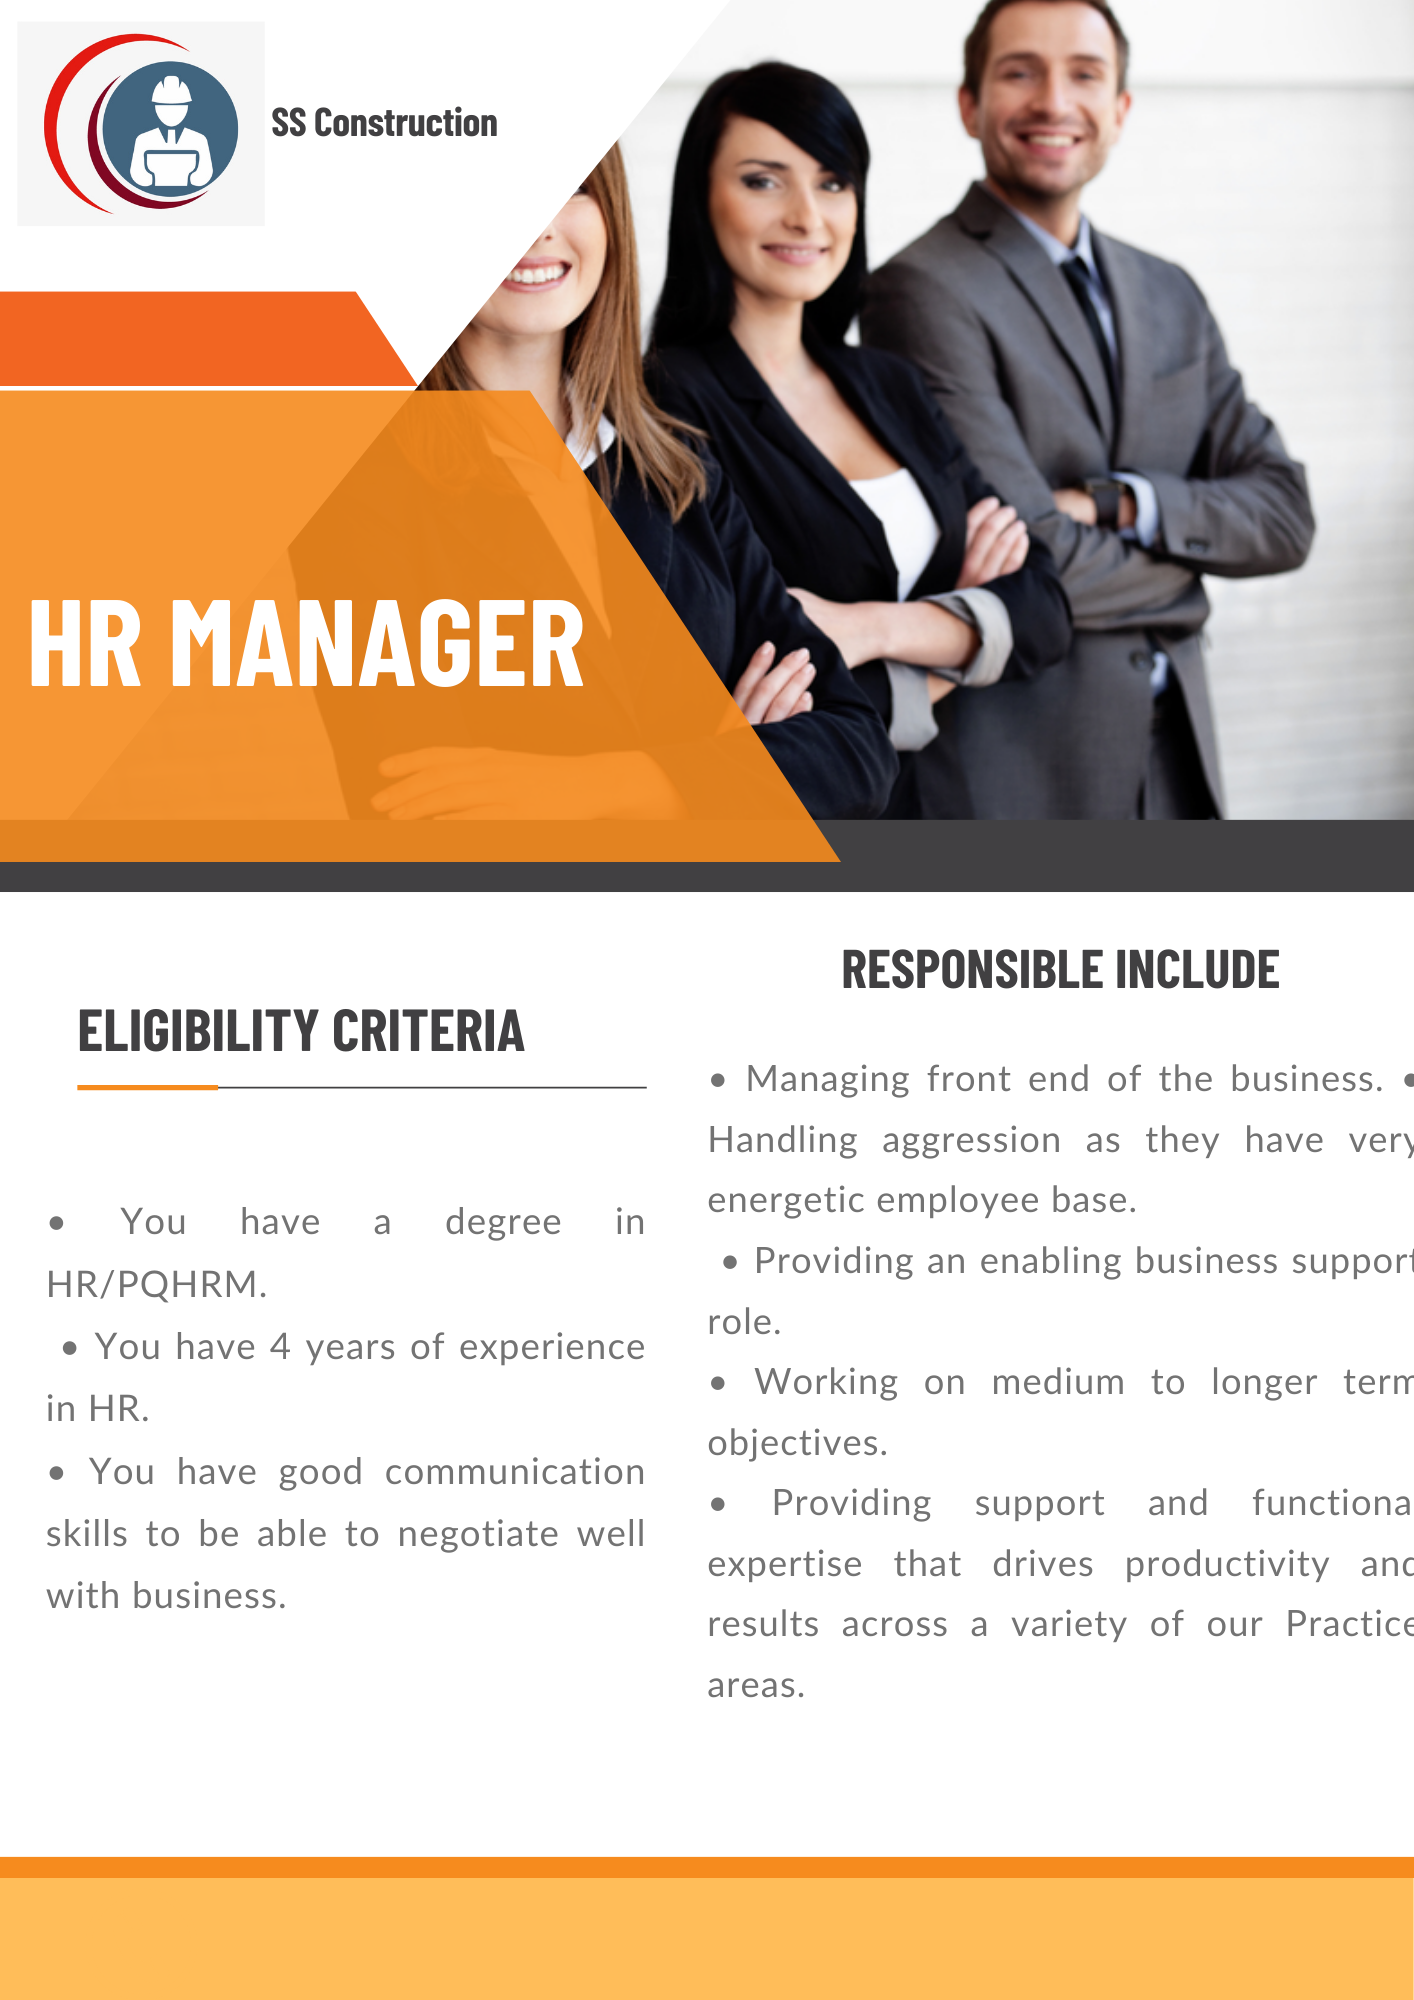 SS Construction
HR MANAGER
ELIGIBILITY CRITERIA
• You have a degree in
HR/PQHRM.
• You have 4 years of experience
in HR.
• You have good communication
skills to be able to negotiate well
with business.
RESPONSIBLE INCLUDE
• Managing front end of the business. •
Handling aggression as they have very
energetic employee base.
• Providing an enabling business support
role.
• Working on medium to longer term
objectives.
• Providing support and functiona
expertise that drives productivity and
results across a variety of our Practice
areas.